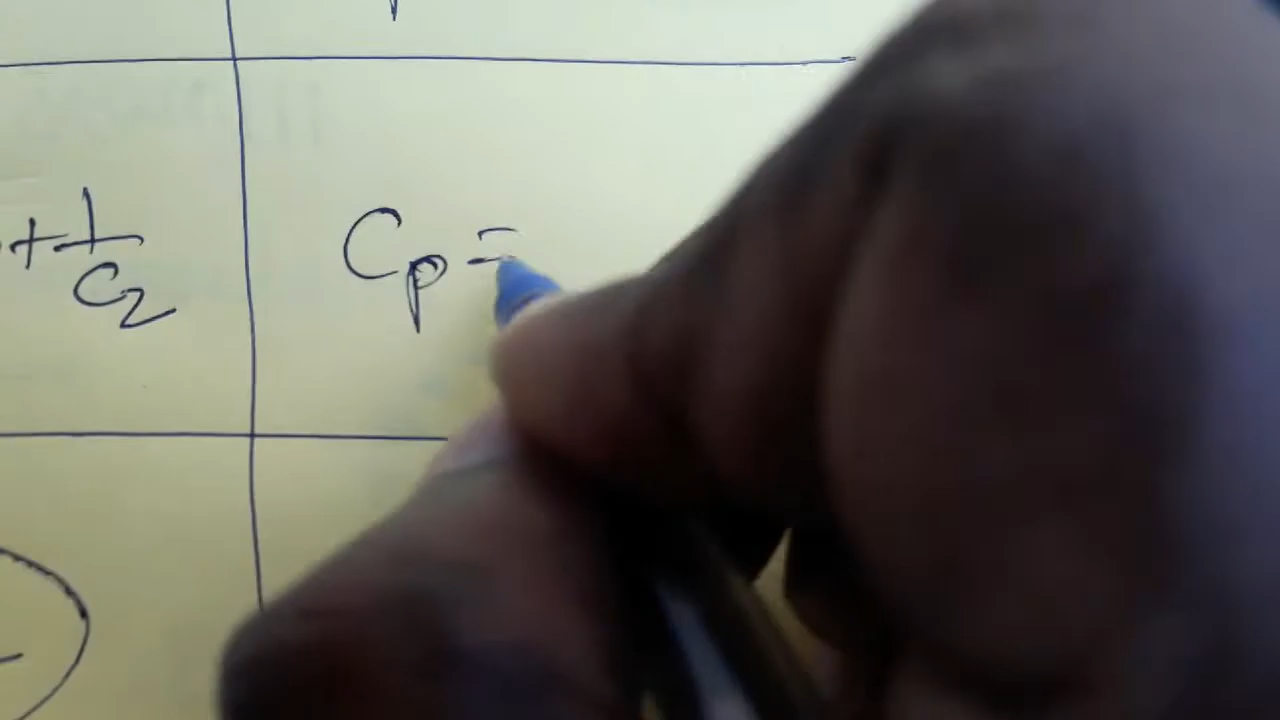 + 1/C2
Cp =